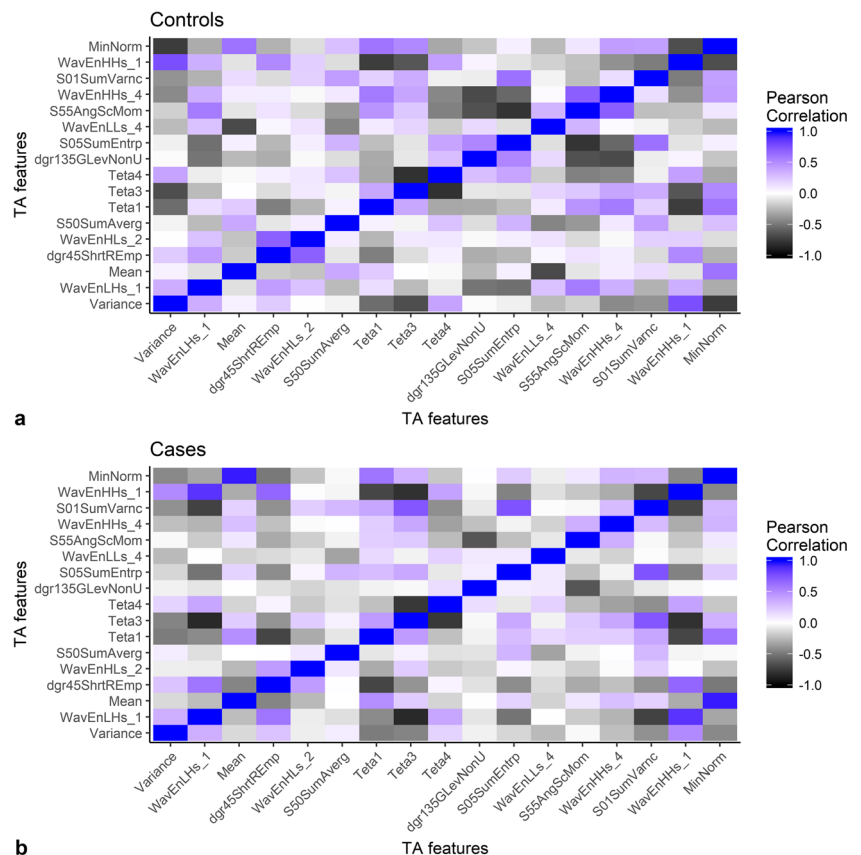 Controls
TA features
MinNorm
WavEnHHs_1
S01SumVarnc
WavEnHHs_4
S55AngScMom
WavEnLLs_4
S05SumEntrp
dgr135GLevNonU
Teta4
Teta3
Teta1
S50SumAverg
WavEnHLs_2
dgr45ShrtREmp
Mean
WavEnLHs_1
Variance
Variance
WavEnLHs_1
Mean
dgr45ShrtREmp
WavEnHLs_2
S50SumAverg
Teta1
Teta3
Teta4
dgr135GLevNonU
S05SumEntrp
WavEnLLs_4
S55AngScMom
WavEnHHs_4
S01SumVarnc
WavEnHHs_1
MinNorm
TA features
Pearson
Correlation
1.0
0.5
0.0
-0.5
-1.0
a
Cases
TA features
MinNorm
WavEnHHs_1
S01SumVarnc
WavEnHHs_4
S55AngScMom
WavEnLLs_4
S05SumEntrp
dgr135GLevNonU
Teta4
Teta3
Teta1
S50SumAverg
WavEnHLs_2
dgr45ShrtREmp
Mean
WavEnLHs_1
Variance
Variance
WavEnLHs_1
Mean
dgr45ShrtREmp
WavEnHLs_2
S50SumAverg
Teta1
Teta3
Teta4
dgr135GLevNonU
S05SumEntrp
WavEnLLs_4
S55AngScMom
WavEnHHs_4
S01SumVarnc
WavEnHHs_1
MinNorm
TA features
Pearson
Correlation
1.0
0.5
0.0
-0.5
-1.0
b